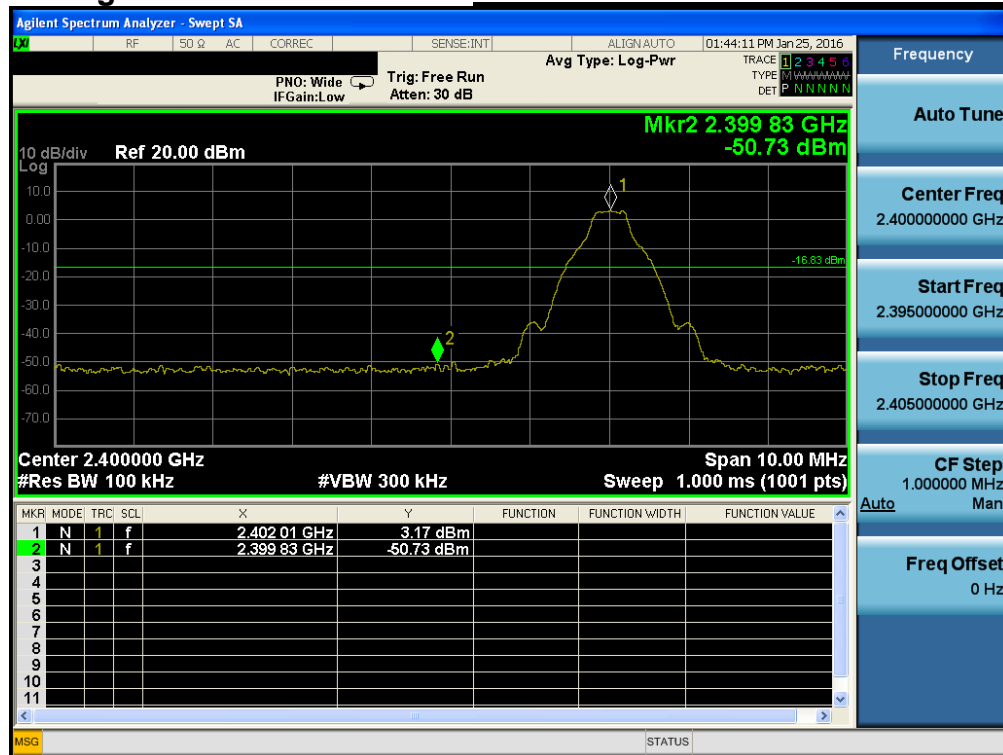 Agilent Spectrum Analyzer - Swept SA
LXI RF 50 Ω AC CORREC SENSE:INT ALIGN AUTO 01:44:11 PM Jan 25, 2016
PNO: Wide Trig: Free Run Avg Type: Log-Pwr TRACE 1 2 3 4 5 6
IFGain:Low Atten: 30 dB TYPE M
DET P N N N N N
Mkr2 2.399 83 GHz
10 dB/div Ref 20.00 dBm -50.73 dBm
Log
10.0
0.00
-10.0
-20.0
-30.0
-40.0
-50.0
-60.0
-70.0
1
-16.83 dBm
2
Center 2.400000 GHz Span 10.00 MHz
#Res BW 100 kHz #VBW 300 kHz Sweep 1.000 ms (1001 pts)
MKR MODE TRC SCL X Y FUNCTION FUNCTION WIDTH FUNCTION VALUE
1 N 1 f 2.402 01 GHz 3.17 dBm
2 N 1 f 2.399 83 GHz -50.73 dBm
3
4
5
6
7
8
9
10
11
MSG STATUS
Frequency
Auto Tune
Center Freq
2.400000000 GHz
Start Freq
2.395000000 GHz
Stop Freq
2.405000000 GHz
CF Step
1.000000 MHz
Auto Man
Freq Offset
0 Hz